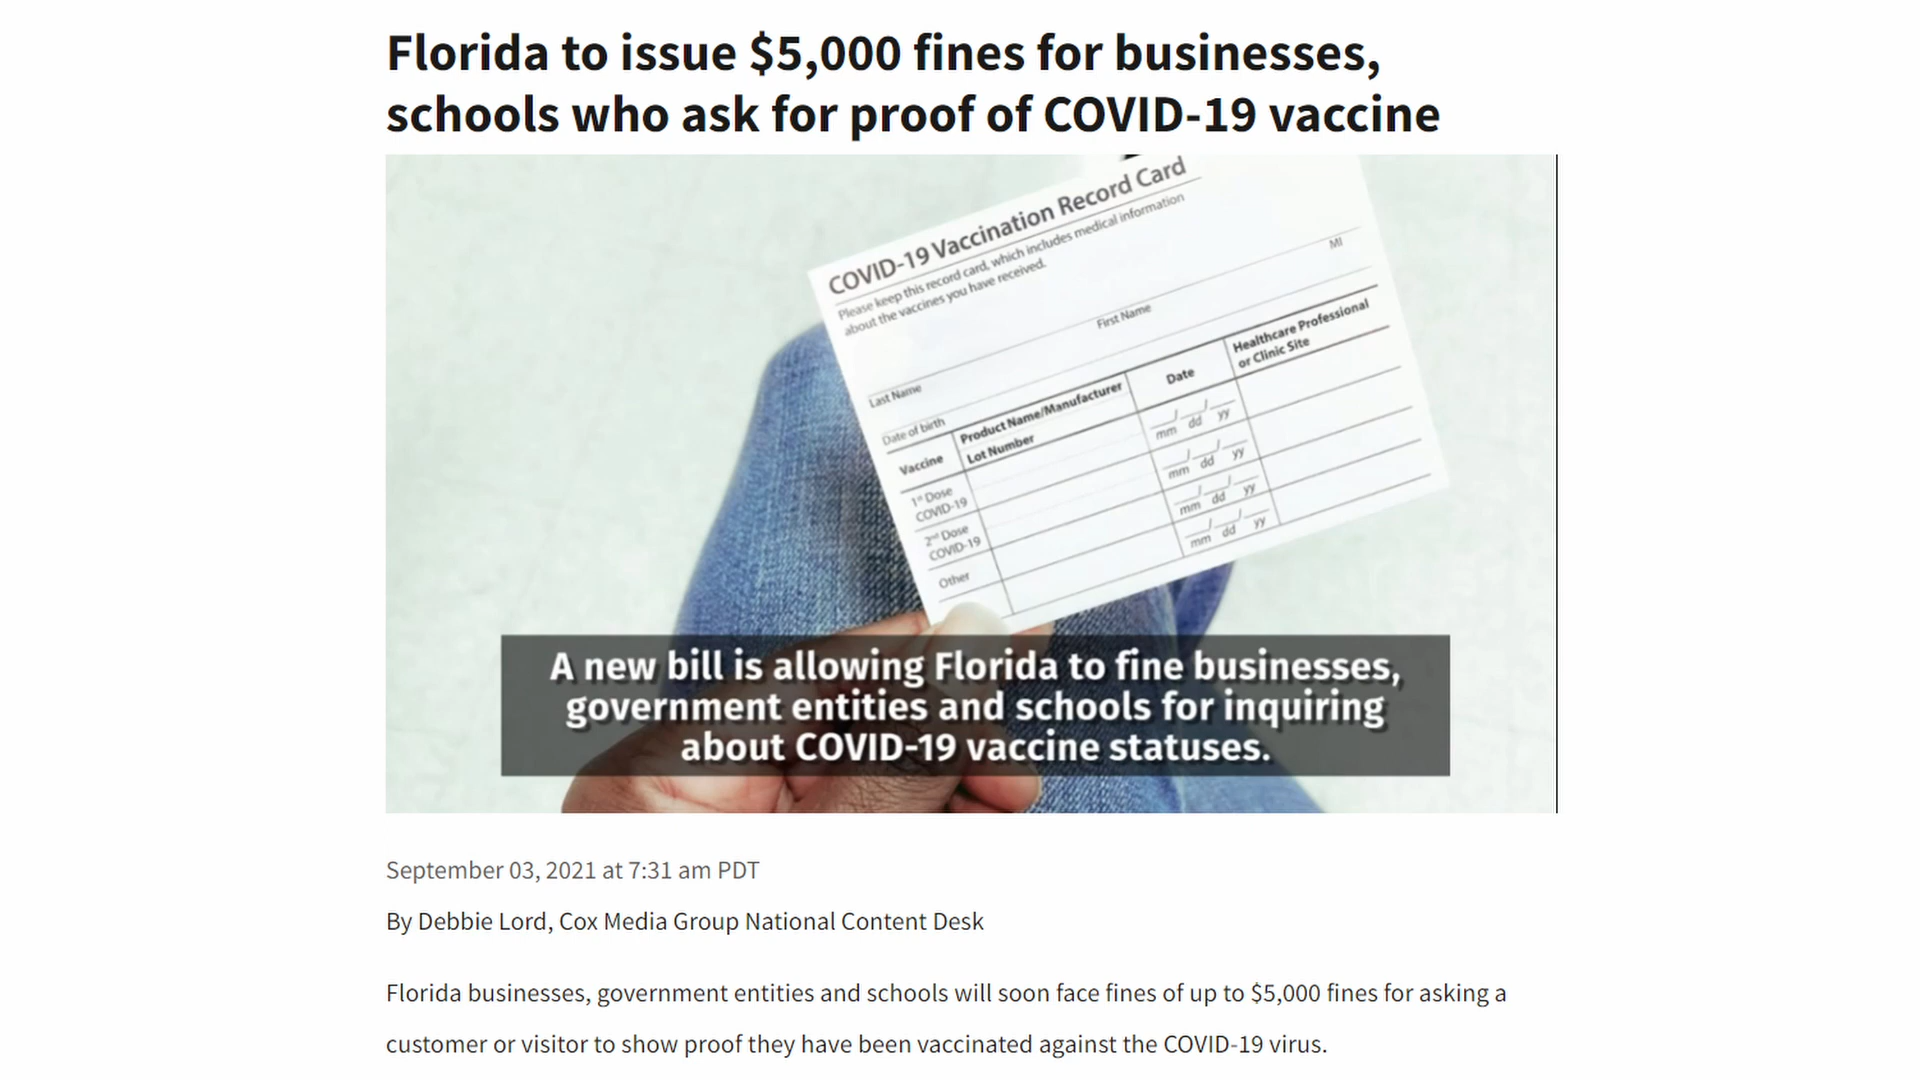 Florida to issue $5,000 fines for businesses,
schools who ask for proof of COVID-19 vaccine
COVID-19 Vaccination Record Card
Please keep this record card, which includes medical information
about the vaccines you have received.
MI
First Name
Last Name
Date of birth
Healthcare Professional
or Clinic Site
Date
Product Name/Manufacturer
Lot Number
Vaccine
1st Dose
COVID-19
mm dd yy
2nd Dose
COVID-19
mm dd yy
Other
mm dd yy
mm dd yy
A new bill is allowing Florida to fine businesses,
government entities and schools for inquiring
about COVID-19 vaccine statuses.
September 03, 2021 at 7:31 am PDT
By Debbie Lord, Cox Media Group National Content Desk
Florida businesses, government entities and schools will soon face fines of up to $5,000 fines for asking a
customer or visitor to show proof they have been vaccinated against the COVID-19 virus.